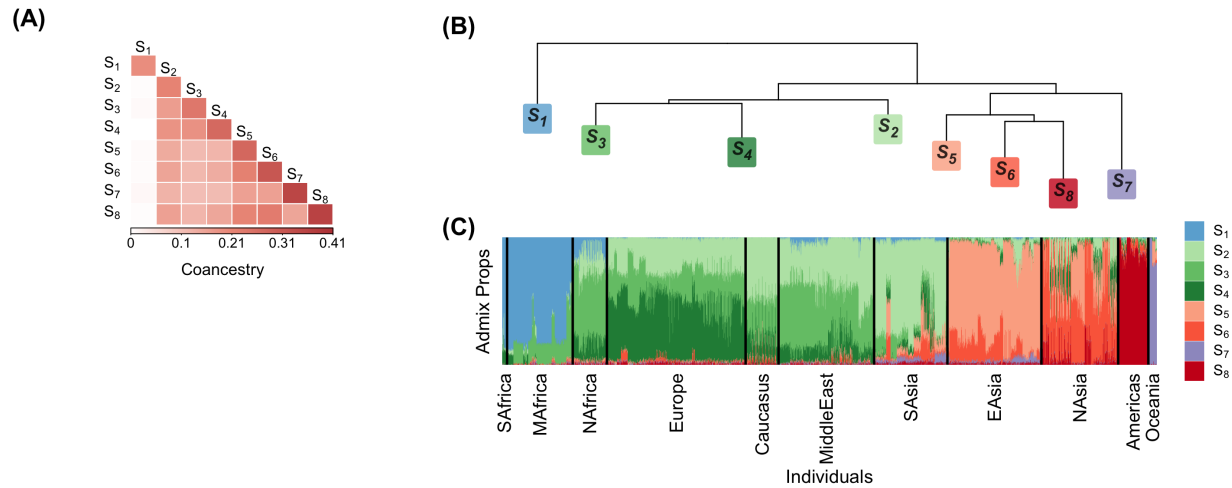 (A)
S1
S1 S2
S2 S3
S3 S4
S4 S5
S5 S6
S6 S7
S7 S8
S8
0 0.1 0.21 0.31 0.41
Coancestry
(B)
S1
S3
S4
S2
S5
S6
S8
S7
(C)
Admix Props
SAfrica
MAfrica
NAfrica
Europe
Caucasus
MiddleEast
SAsia
EAsia
NAsia
Americas
Oceania
Individuals
S1
S2
S3
S4
S5
S6
S7
S8